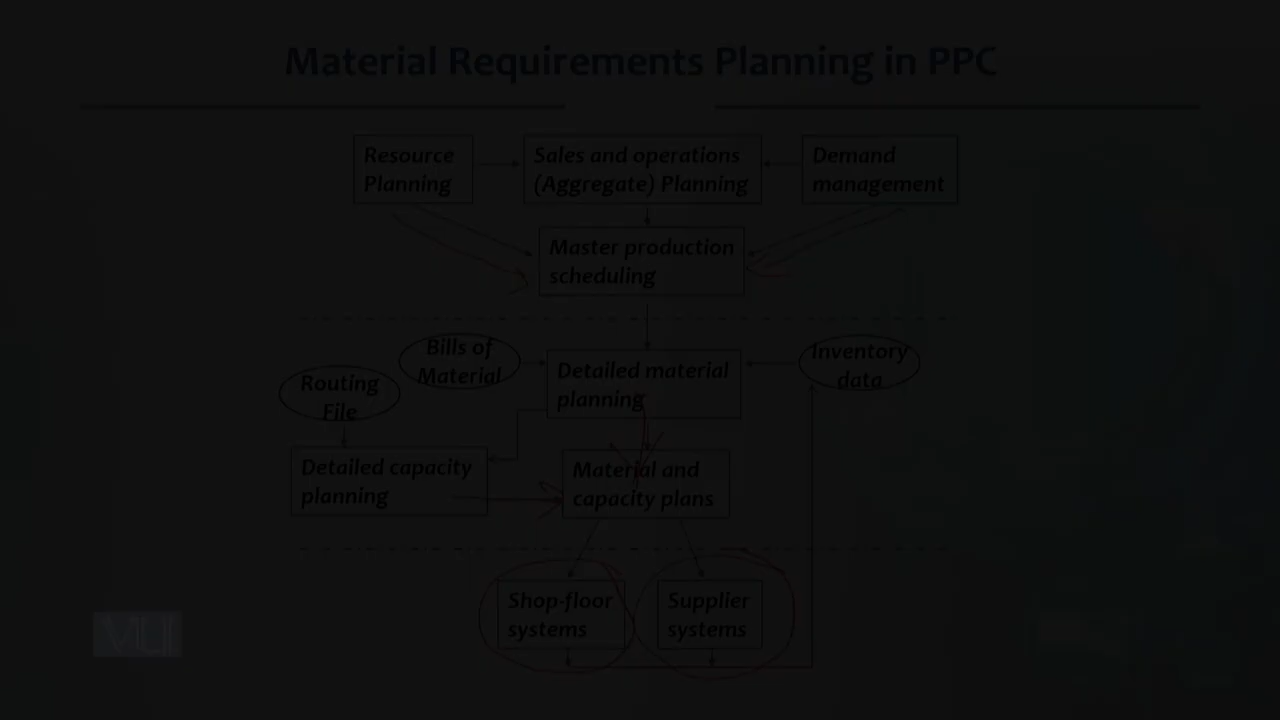 Material Requirements Planning in PPC
Resource
Planning
Sales and operations
(Aggregate) Planning
Demand
management
Master production
scheduling
Bills of
Material
Routing
File
Detailed material
planning
Inventory
data
Detailed capacity
planning
Material and
capacity plans
Shop-floor
systems
Supplier
systems
VU